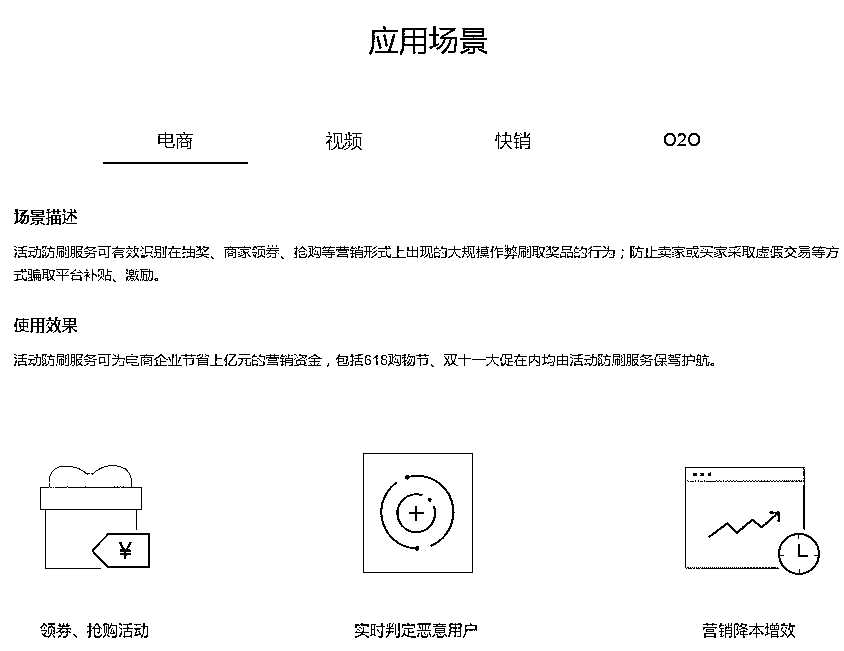 应用场景
电商
视频
快销
O2O
场景描述
活动防刷服务可有效识别在抽奖、商家领券、抢购等营销形式上出现的大规模作弊刷取奖品的行为；防止卖家或买家采取虚假交易等方
式骗取平台补贴、激励。
使用效果
活动防刷服务可为电商企业节省上亿元的营销资金，包括618购物节、双十一大促在内均由活动防刷服务保驾护航。
¥
领券、抢购活动
实时判定恶意用户
营销降本增效